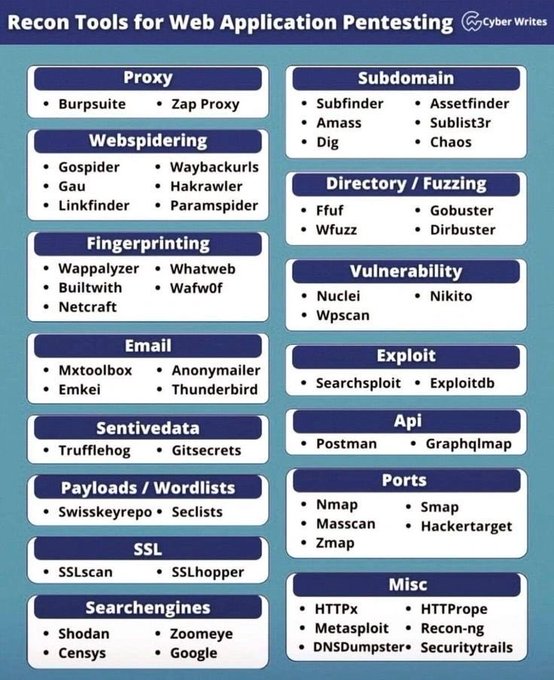 Recon Tools for Web Application Pentesting
Cyber Writes
Proxy
• Burpsuite • Zap Proxy
Webspidering
• Gospider • Waybackurls
• Gau • Hakrawler
• Linkfinder • Paramspider
Fingerprinting
• Wappalyzer • Whatweb
• Builtwith • Wafw0f
• Netcraft
Email
• Mxtoolbox • Anonymailer
• Emkei • Thunderbird
Sentivedata
• Trufflehog • Gitsecrets
Payloads / Wordlists
• Swisskeyrepo • Seclists
SSL
• SSLscan • SSLhopper
Searchengines
• Shodan • Zoomeye
• Censys • Google
Subdomain
• Subfinder • Assetfinder
• Amass • Sublist3r
• Dig • Chaos
Directory / Fuzzing
• Ffuf • Gobuster
• Wfuzz • Dirbuster
Vulnerability
• Nuclei • Nikito
• Wpscan
Exploit
• Searchsploit • Exploitdb
Api
• Postman • Graphqlmap
Ports
• Nmap • Smap
• Masscan • Hackertarget
• Zmap
Misc
• HTTPx • HTTPrope
• Metasploit • Recon-ng
• DNSDumpster • Securitytrails